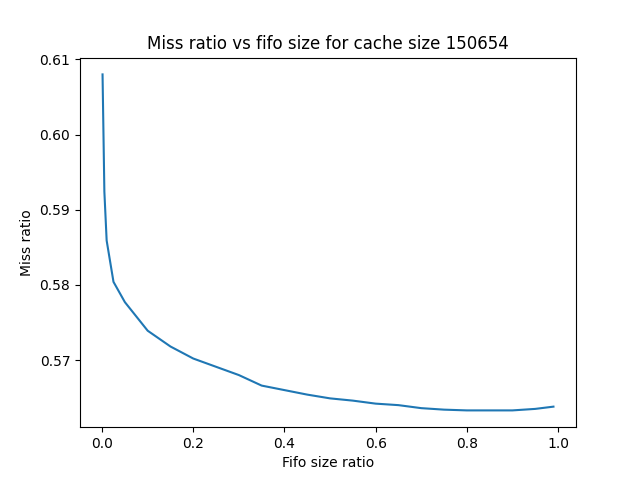 Miss ratio vs fifo size for cache size 150654
0.61
0.60
0.59
0.58
0.57
Miss ratio
0.0 0.2 0.4 0.6 0.8 1.0
Fifo size ratio